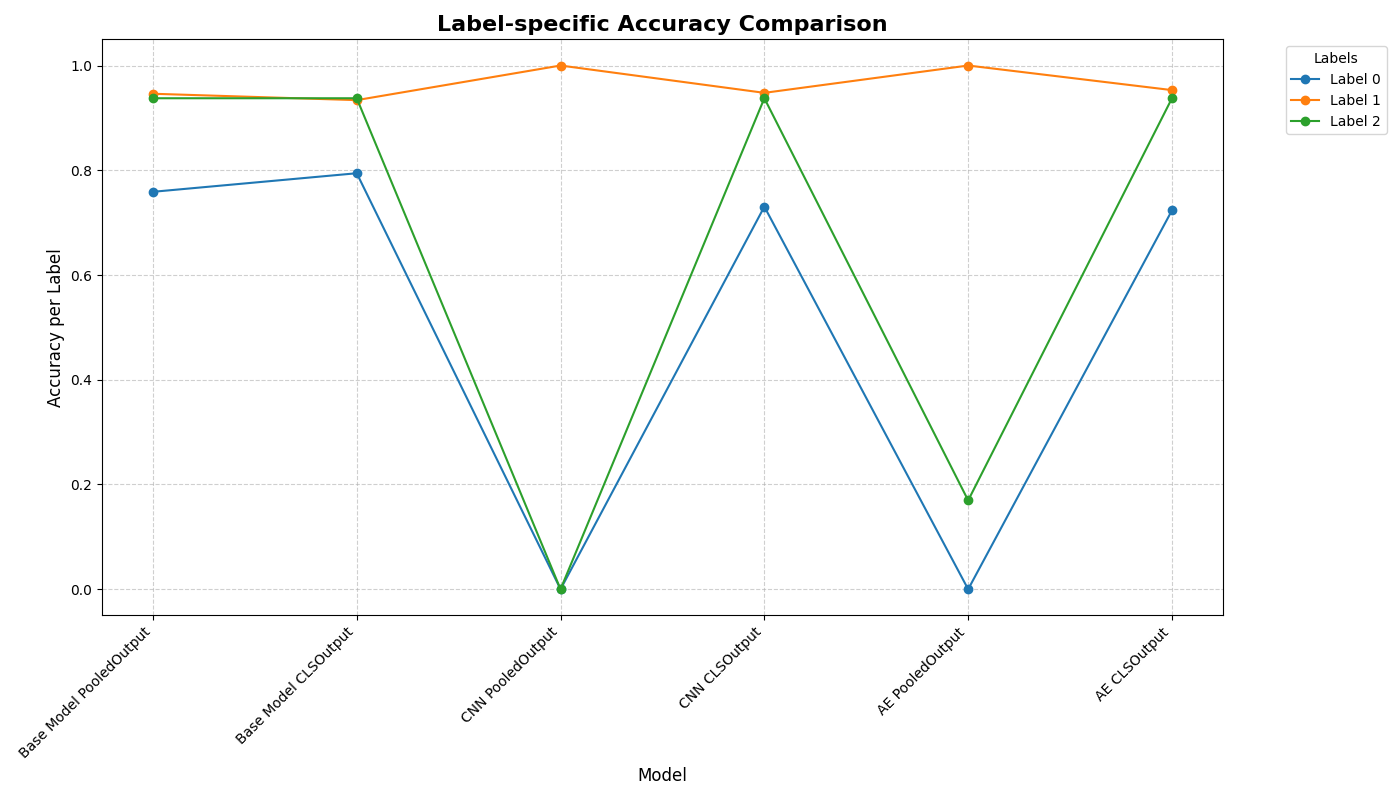 Label-specific Accuracy Comparison
Labels
Label 0
Label 1
Label 2
Accuracy per Label
1.0
0.8
0.6
0.4
0.2
0.0
Base Model PooledOutput
Base Model CLSOutput
CNN PooledOutput
CNN CLSOutput
AE PooledOutput
AE CLSOutput
Model